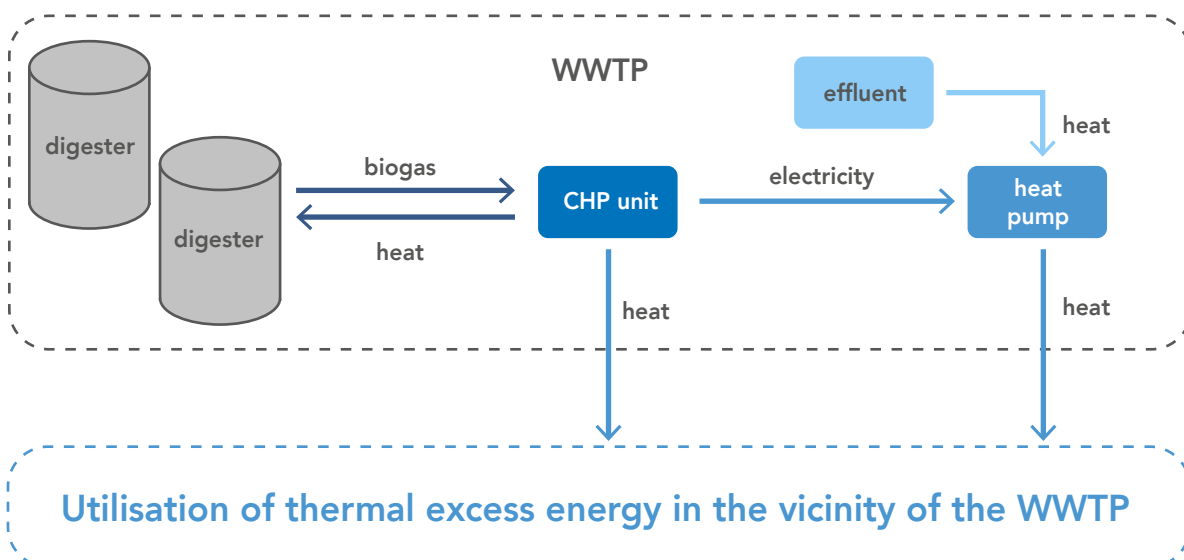 WWTP
effluent
digester
heat
biogas
electricity
CHP unit
heat
pump
digester
heat
heat
heat
Utilisation of thermal excess energy in the vicinity of the WWTP